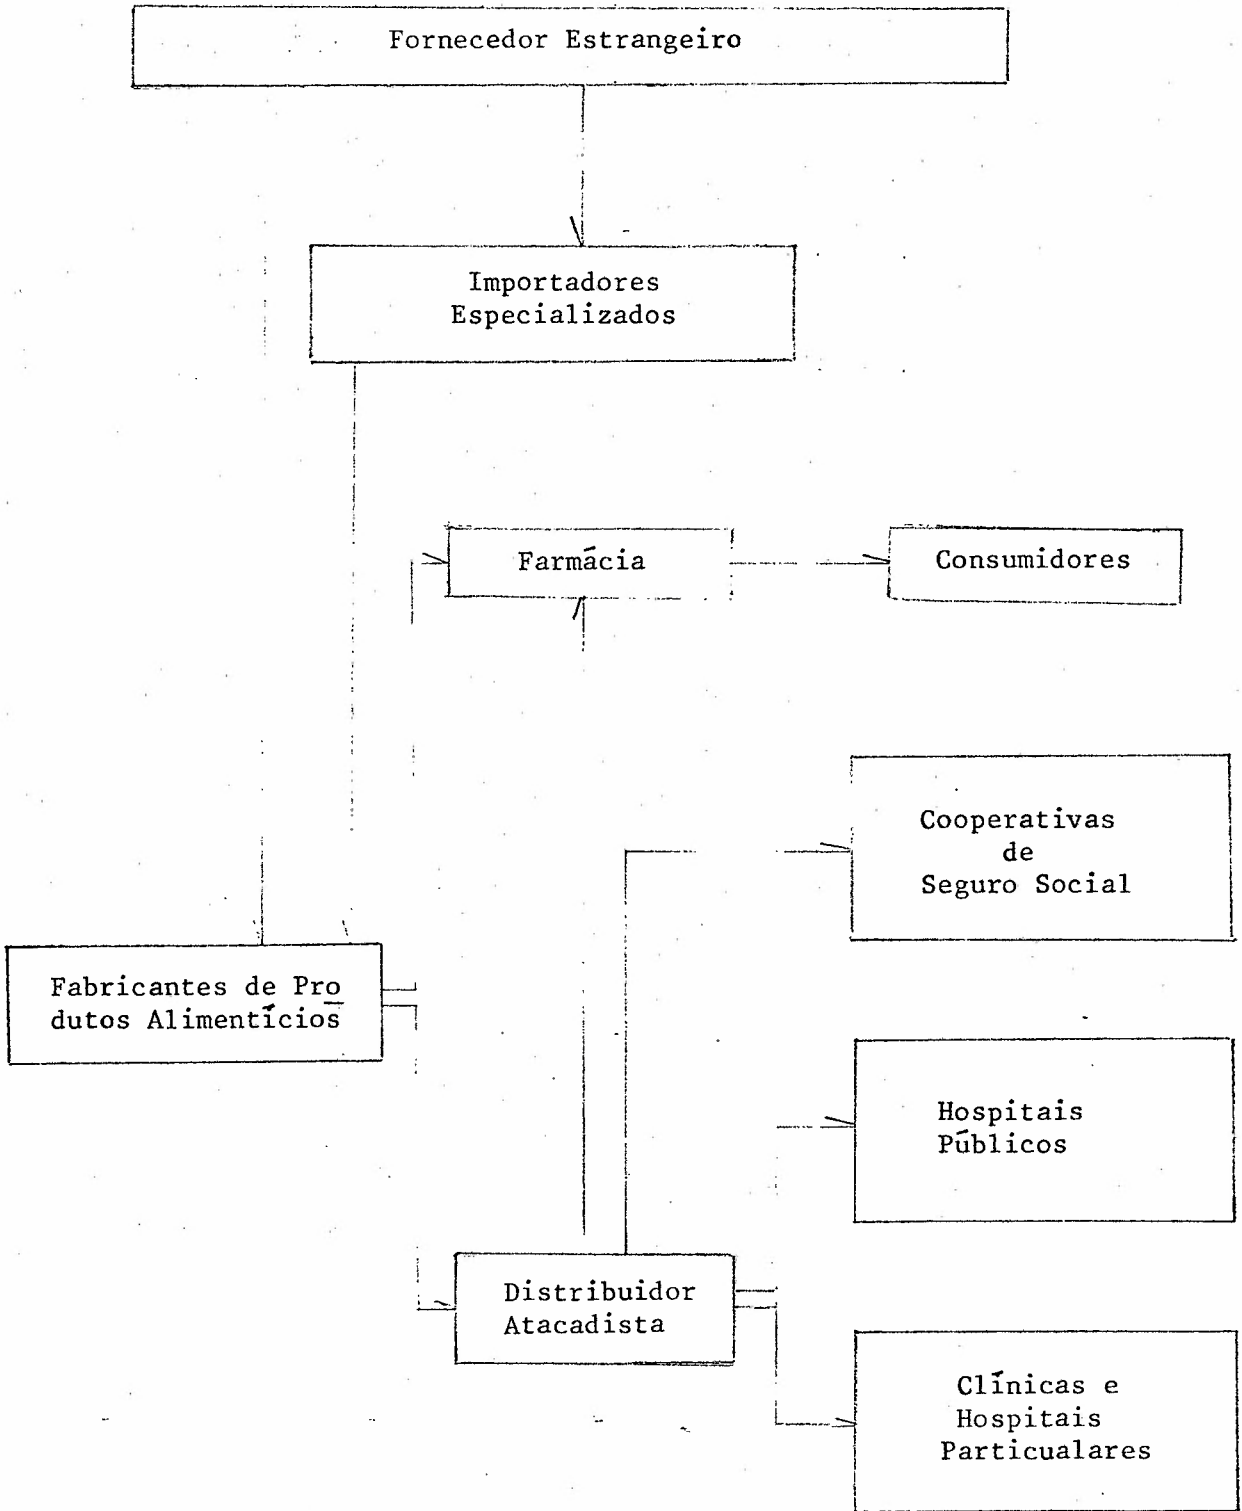 Fornecedor Estrangeiro
Importadores
Especializados
Farmácia
Consumidores
Cooperativas
de
Seguro Social
Fabricantes de Pro
dutos Alimentícios
Hospitais
Públicos
Distribuidor
Atacadista
Clínicas e
Hospitais
Particualares